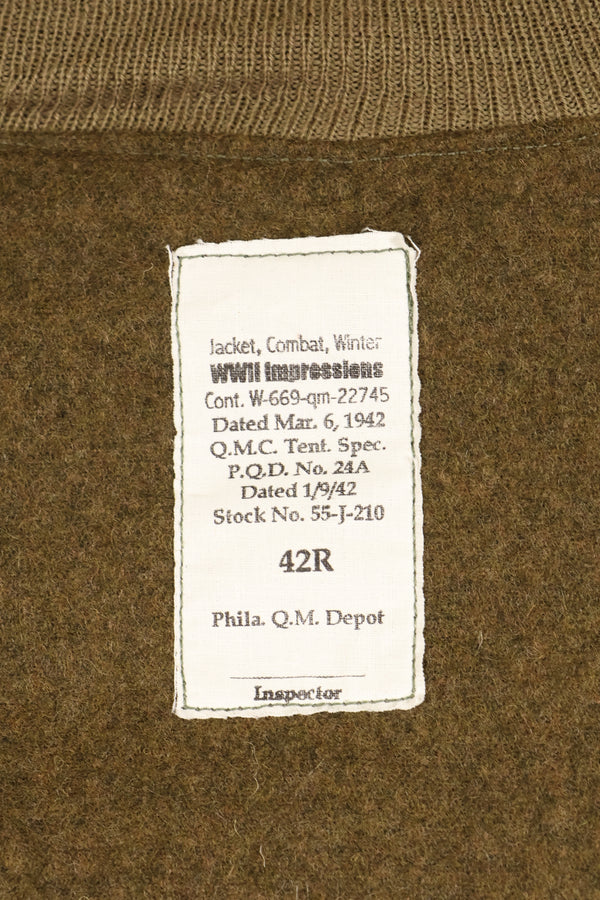 Jacket, Combat, Winter
WWII Impressions
Cont. W-669-qm-22745
Dated Mar. 6, 1942
Q.M.C. Tent. Spec.
P.Q.D. No. 24A
Dated 1/9/42
Stock No. 55-J-210
42R
Phila. Q.M. Depot
Inspector